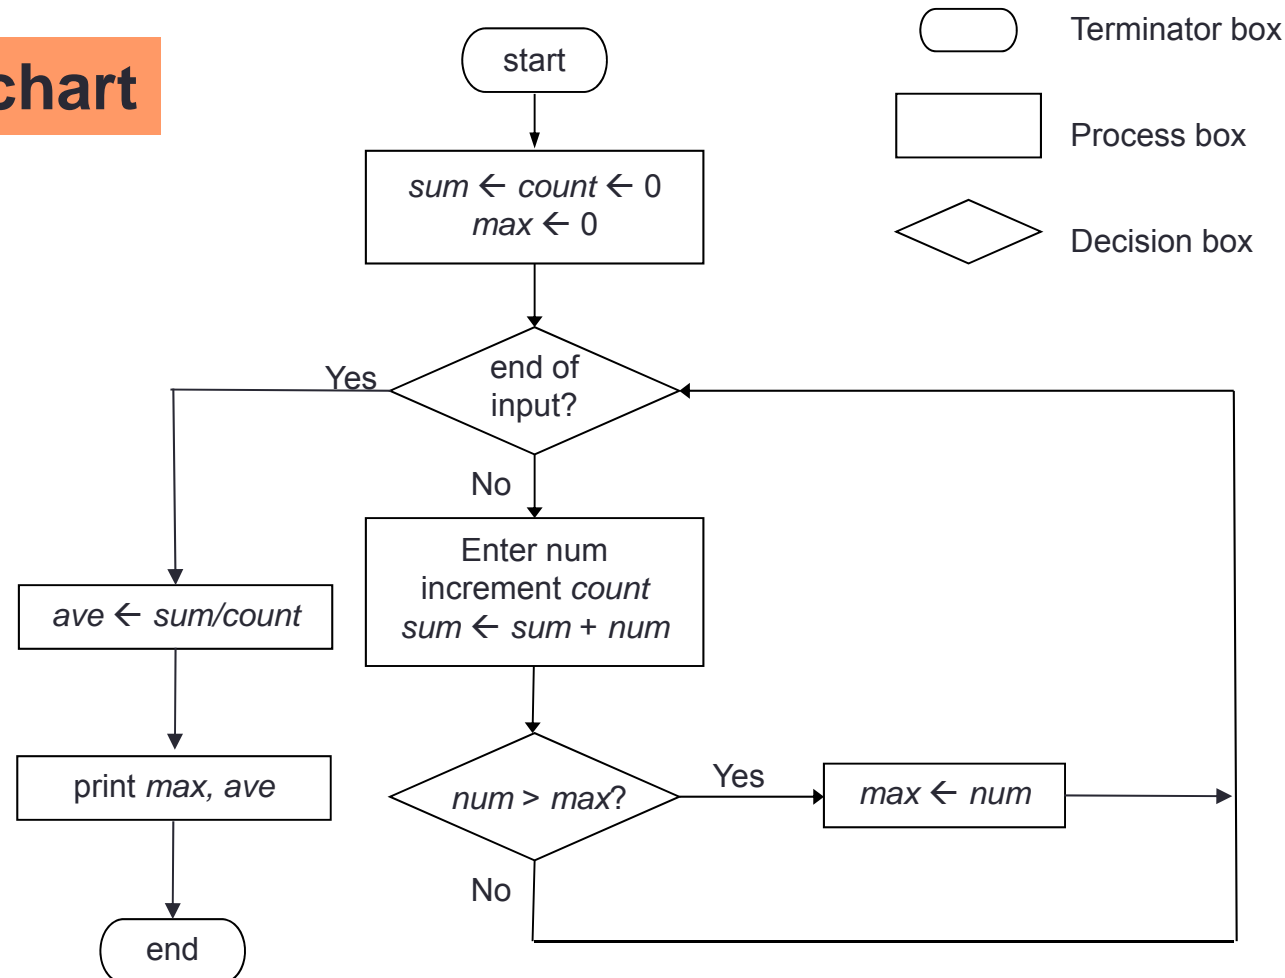 chart
start
sum ← count ← 0
max ← 0
end of
input?
Yes
No
Enter num
increment count
sum ← sum + num
ave ← sum/count
print max, ave
end
num > max?
Yes
max ← num
No
Terminator box
Process box
Decision box